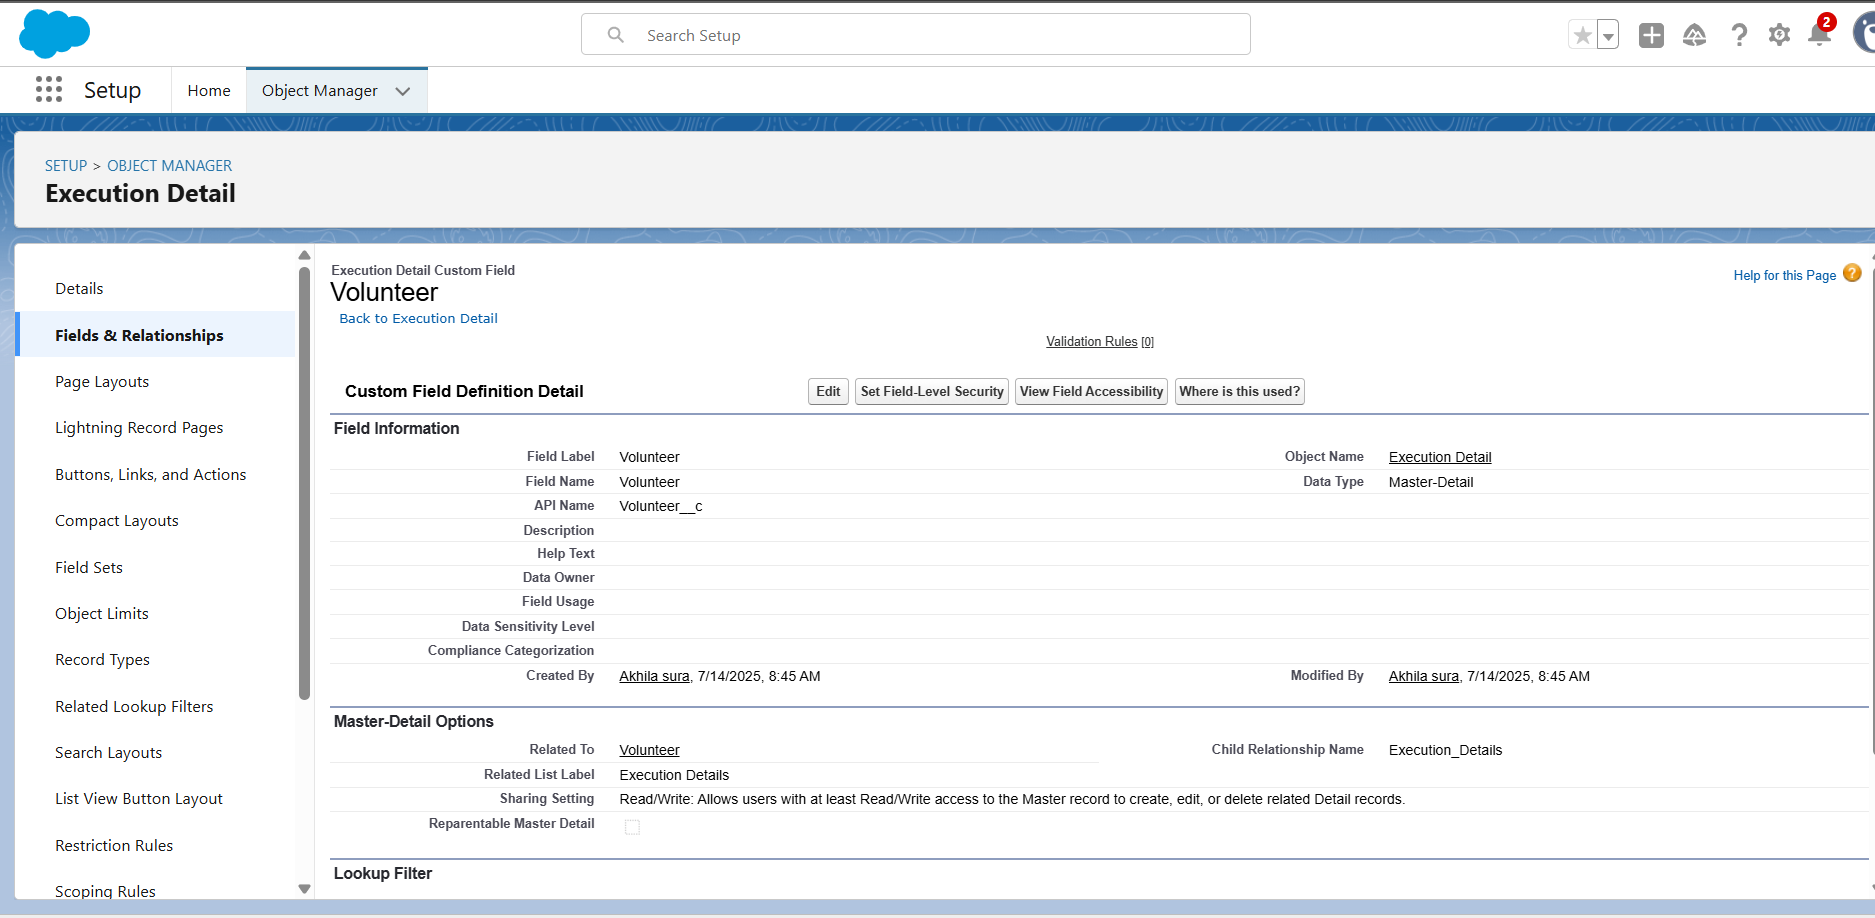 Search Setup
2
Setup
Home
Object Manager
SETUP > OBJECT MANAGER
Execution Detail
Details
Fields & Relationships
Page Layouts
Lightning Record Pages
Buttons, Links, and Actions
Compact Layouts
Field Sets
Object Limits
Record Types
Related Lookup Filters
Search Layouts
List View Button Layout
Restriction Rules
Scoping Rules
Execution Detail Custom Field
Volunteer
Back to Execution Detail
Help for this Page ?
Validation Rules [0]
Custom Field Definition Detail
Edit
Set Field-Level Security
View Field Accessibility
Where is this used?
Field Information
Field Label Volunteer Object Name Execution Detail
Field Name Volunteer Data Type Master-Detail
API Name Volunteer__c
Description
Help Text
Data Owner
Field Usage
Data Sensitivity Level
Compliance Categorization
Created By Akhila sura, 7/14/2025, 8:45 AM Modified By Akhila sura, 7/14/2025, 8:45 AM
Master-Detail Options
Related To Volunteer Child Relationship Name Execution_Details
Related List Label Execution Details
Sharing Setting Read/Write: Allows users with at least Read/Write access to the Master record to create, edit, or delete related Detail records.
Reparentable Master Detail
Lookup Filter